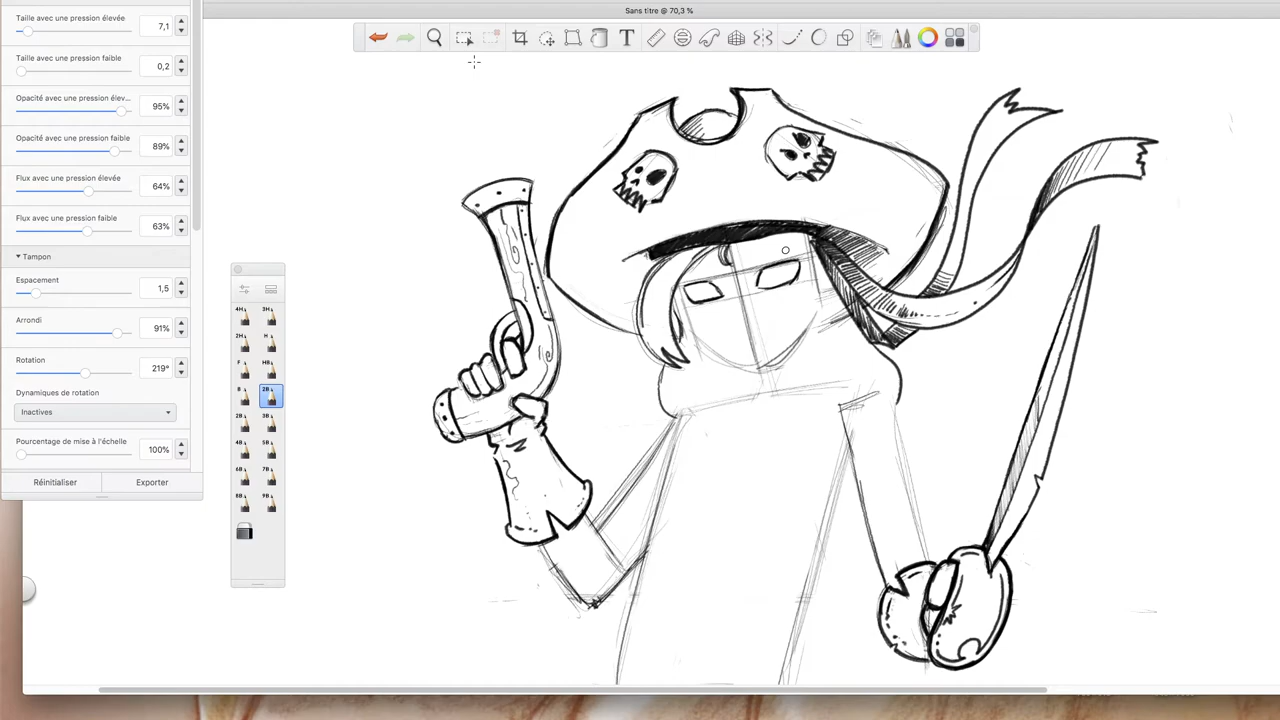 Sans titre @ 70,3 %
Taille avec une pression élevée
7,1
Taille avec une pression faible
0,2
Opacité avec une pression élev...
95%
Opacité avec une pression faible
89%
Flux avec une pression élevée
64%
Flux avec une pression faible
63%
Tampon
Espacement
1,5
Arrondi
91%
Rotation
219°
Dynamiques de rotation
Inactives
Pourcentage de mise à l'échelle
100%
Réinitialiser Exporter
T
4H 3H
2H H
F HB
B 2B
2B 3B
4B 5B
6B 7B
8B 9B